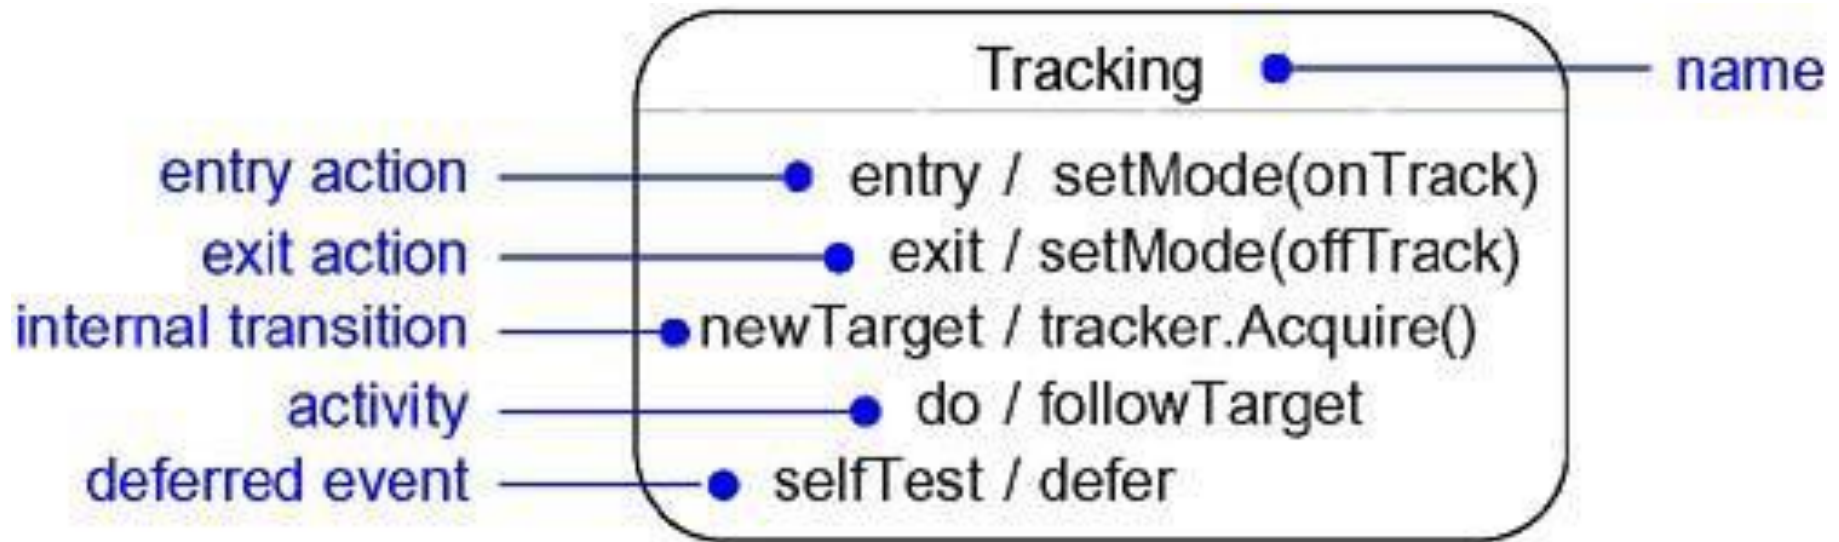 Tracking name
entry action entry / setMode(onTrack)
exit action exit / setMode(offTrack)
internal transition newTarget / tracker.Acquire()
activity do / followTarget
deferred event selfTest / defer